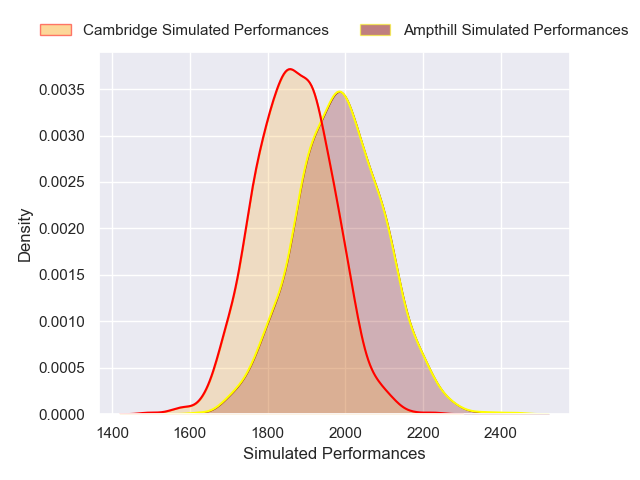 Cambridge Simulated Performances Ampthill Simulated Performances
0.0035
0.0030
0.0025
0.0020
0.0015
0.0010
0.0005
0.0000
Density
1400 1600 1800 2000 2200 2400
Simulated Performances